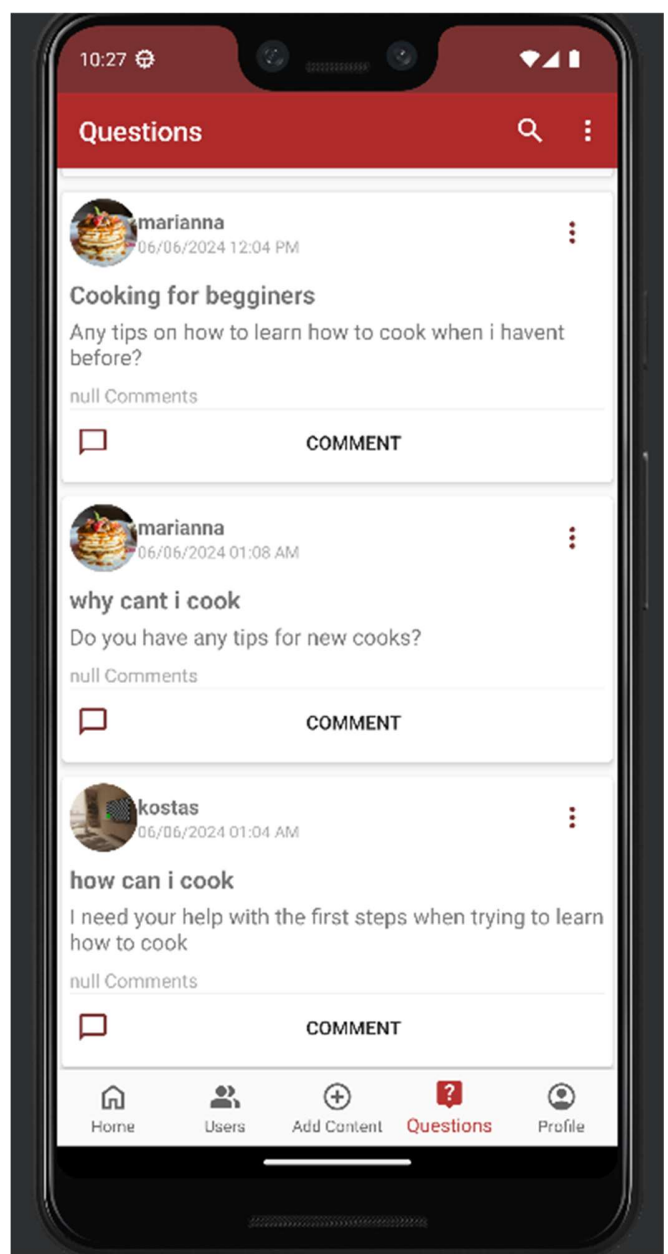 10:27
Questions
marianna
06/06/2024 12:04 PM
Cooking for begginers
Any tips on how to learn how to cook when i havent
before?
null Comments
COMMENT
marianna
06/06/2024 01:08 AM
why cant i cook
Do you have any tips for new cooks?
null Comments
COMMENT
kostas
06/06/2024 01:04 AM
how can i cook
I need your help with the first steps when trying to learn
how to cook
null Comments
COMMENT
Home Users Add Content Questions Profile